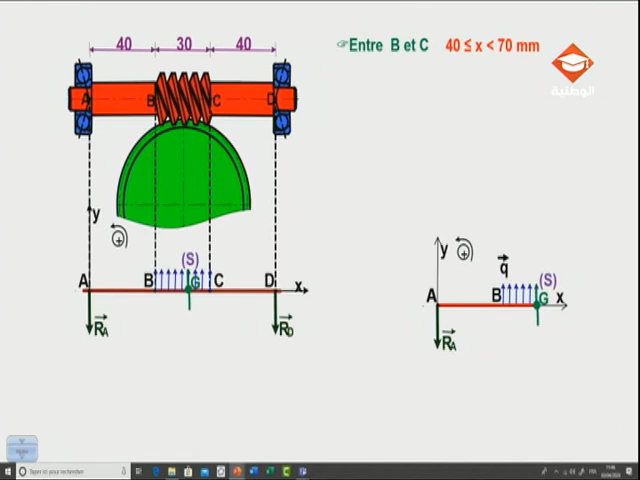 40 30 40
☞Entre B et C 40 ≤ x < 70 mm
الوطنية
A B C D
y
+
(S)
A B G C D x
R_A R_D
y
+
q
(S)
A B G x
R_A
Taper ici pour rechercher